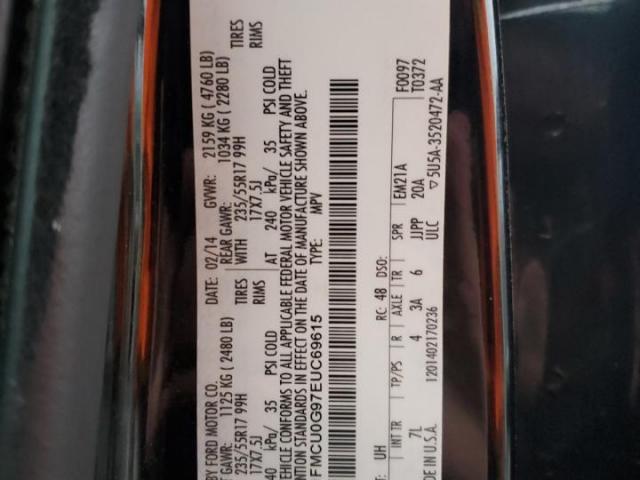 BY FORD MOTOR CO. DATE: 02/14 GVWR: 2159 KG ( 4760 LB)
GAWR: 1125 KG ( 2480 LB) REAR GAWR: 1034 KG ( 2280 LB)
235/55R17 99H TIRES WITH 235/55R17 99H TIRES
17X7.5J RIMS 17X7.5J RIMS
40 kPa/ 35 PSI COLD AT 240 kPa/ 35 PSI COLD
VEHICLE CONFORMS TO ALL APPLICABLE FEDERAL MOTOR VEHICLE SAFETY AND THEFT
NTION STANDARDS IN EFFECT ON THE DATE OF MANUFACTURE SHOWN ABOVE.
FMCU0G97EUC69615 TYPE: MPV
F0097
T0372
UH RC: 48 DSO:
INT TR TP/PS R AXLE TR SPR EM21A
7L 4 3A 6 JJPP 20A
DE IN U.S.A. 1201402170236 ULC ▽5U5A-3520472-AA